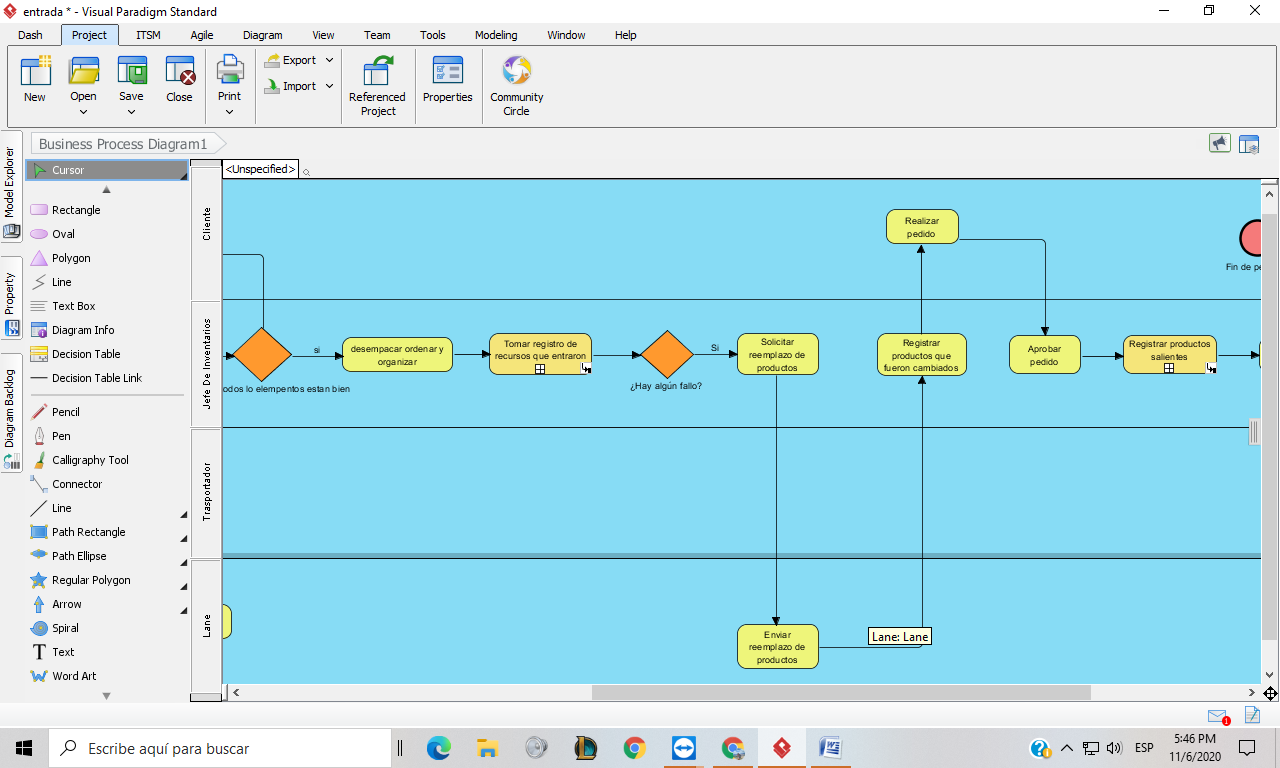 entrada * - Visual Paradigm Standard
Dash Project ITSM Agile Diagram View Team Tools Modeling Window Help
New Open Save Close Print Export Import Referenced Project Properties Community Circle
Business Process Diagram1
Model Explorer
Property
Diagram Backlog
Cursor
Rectangle
Oval
Polygon
Line
Text Box
Diagram Info
Decision Table
Decision Table Link
Pencil
Pen
Calligraphy Tool
Connector
Line
Path Rectangle
Path Ellipse
Regular Polygon
Arrow
Spiral
Text
Word Art
<Unspecified>
Cliente
Realizar
pedido
Fin de pe
Jefe De Inventarios
si
odos lo elempentos estan bien
desempacar ordenar y
organizar
Tomar registro de
recursos que entraron
¿Hay algún fallo?
Si
Solicitar
reemplazo de
productos
Registrar
productos que
fueron cambiados
Aprobar
pedido
Registrar productos
salientes
Trasportador
Lane
Enviar
reemplazo de
productos
Lane: Lane
Escribe aquí para buscar
1
ESP
5:46 PM
11/6/2020